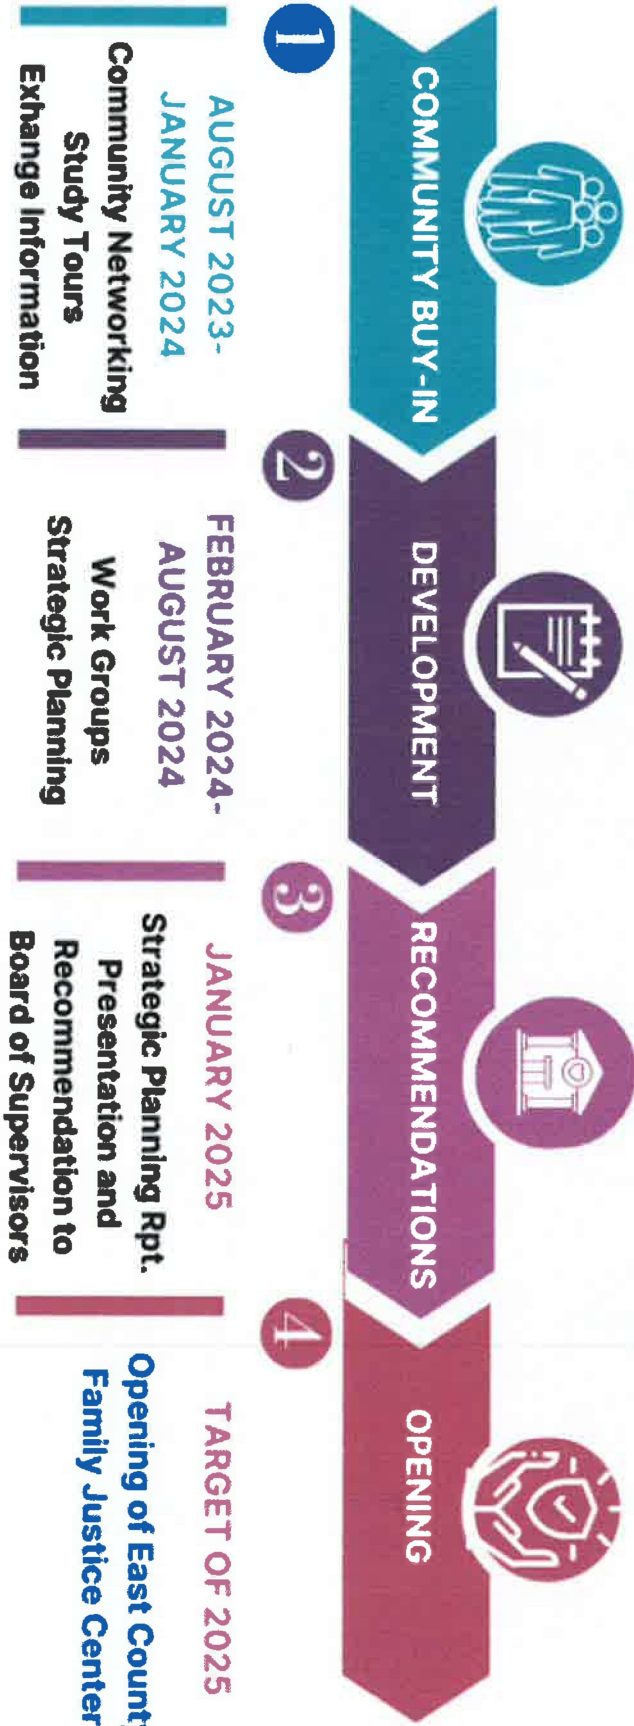 COMMUNITY BUY-IN
DEVELOPMENT
RECOMMENDATIONS
OPENING
1
AUGUST 2023-
JANUARY 2024
Community Networking
Study Tours
Exhange Information
2
FEBRUARY 2024-
AUGUST 2024
Work Groups
Strategic Planning
3
JANUARY 2025
Strategic Planning Rpt.
Presentation and
Recommendation to
Board of Supervisors
4
TARGET OF 2025
Opening of East Count
Family Justice Center